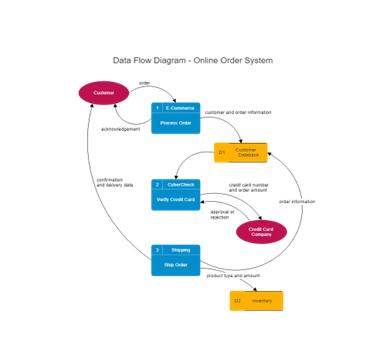 Data Flow Diagram - Online Order System
order
Customer
1 E-Commerce
Process Order
customer and order information
acknowledgement
D1 Customer
Database
2 CyberCheck
Verify Credit Card
credit card number
and order amount
confirmation
and delivery data
order information
approval or
rejection
Credit Card
Company
3 Shipping
Ship Order
product type and amount
D2 Inventory